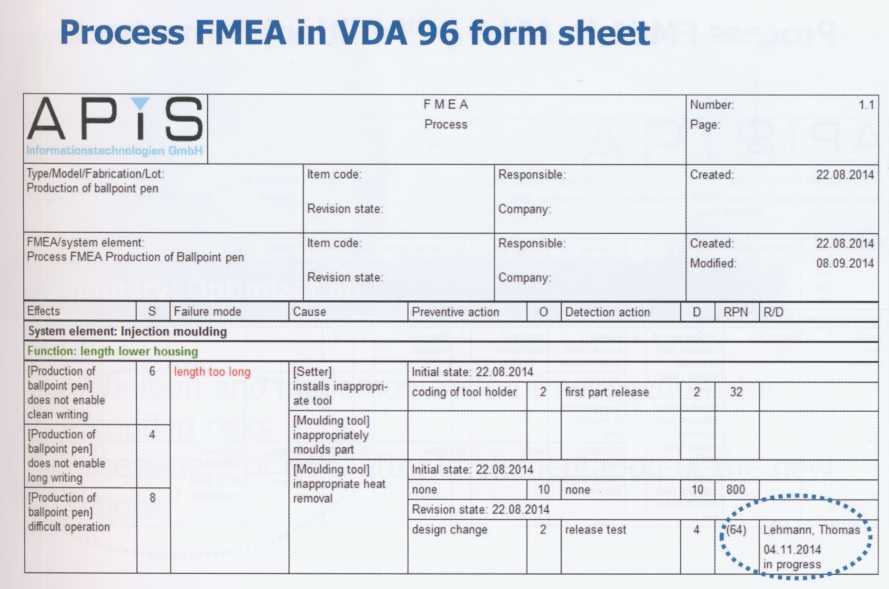 Process FMEA in VDA 96 form sheet
APIS
Informationstechnologien GmbH
F M E A
Process
Number: 1.1
Page:
Type/Model/Fabrication/Lot:
Production of ballpoint pen
Item code:
Revision state:
Responsible:
Company:
Created: 22.08.2014
FMEA/system element:
Process FMEA Production of Ballpoint pen
Item code:
Revision state:
Responsible:
Company:
Created: 22.08.2014
Modified: 08.09.2014
Effects S Failure mode Cause Preventive action O Detection action D RPN R/D
System element: Injection moulding
Function: length lower housing
[Production of
ballpoint pen]
does not enable
clean writing
6
[Production of
ballpoint pen]
does not enable
long writing
4
[Production of
ballpoint pen]
difficult operation
8
length too long
[Setter]
installs inappropri-
ate tool
Initial state: 22.08.2014
coding of tool holder 2 first part release 2 32
[Moulding tool]
inappropriately
moulds part
[Moulding tool]
inappropriate heat
removal
Initial state: 22.08.2014
none 10 none 10 800
Revision state: 22.08.2014
design change 2 release test 4 (64) Lehmann, Thomas
04.11.2014
in progress